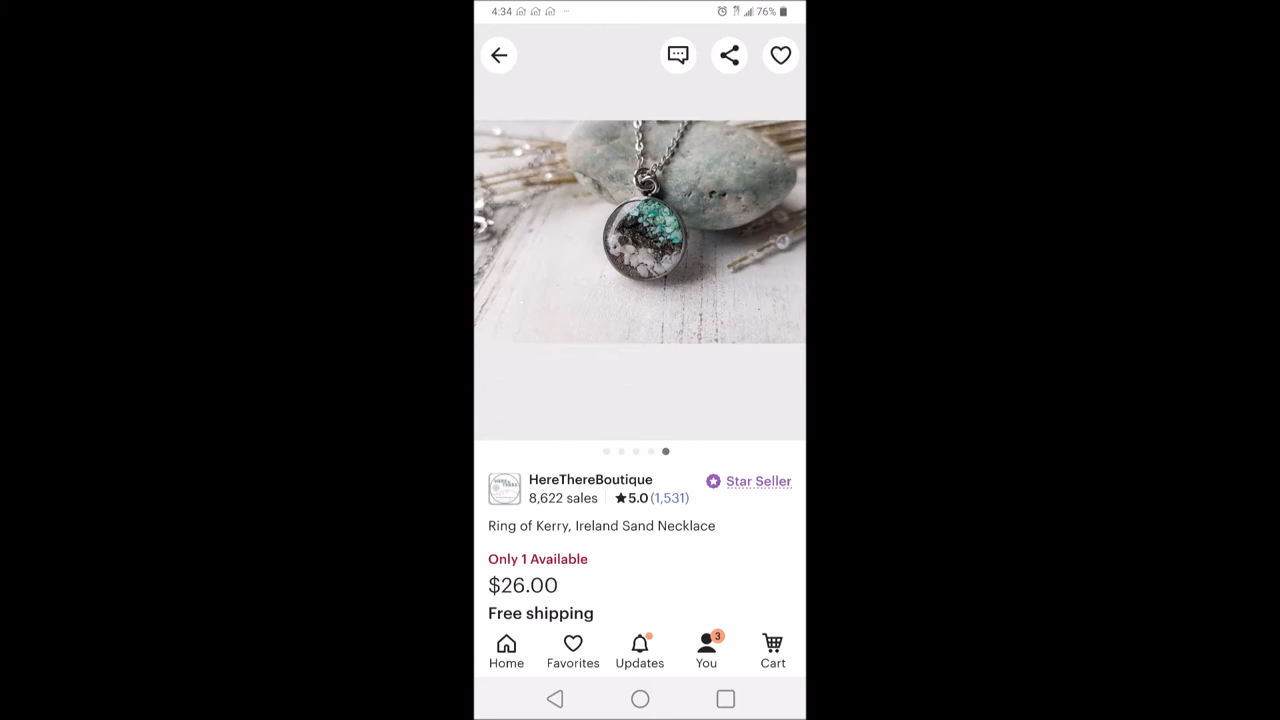 4:34
76%
HereThereBoutique
Star Seller
8,622 sales
★5.0 (1,531)
Ring of Kerry, Ireland Sand Necklace
Only 1 Available
$26.00
Free shipping
3
Home
Favorites
Updates
You
Cart